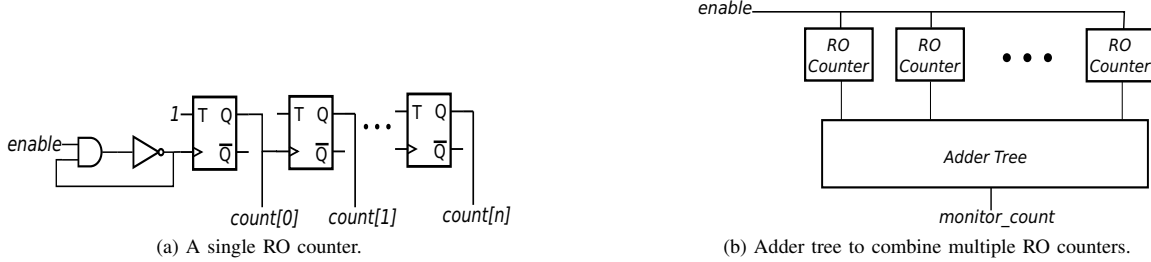 enable
RO Counter
RO Counter
RO Counter
Adder Tree
monitor_count
(b) Adder tree to combine multiple RO counters.
1
T Q
Q
T Q
Q
T Q
Q
enable
count[0]
count[1]
count[n]
(a) A single RO counter.